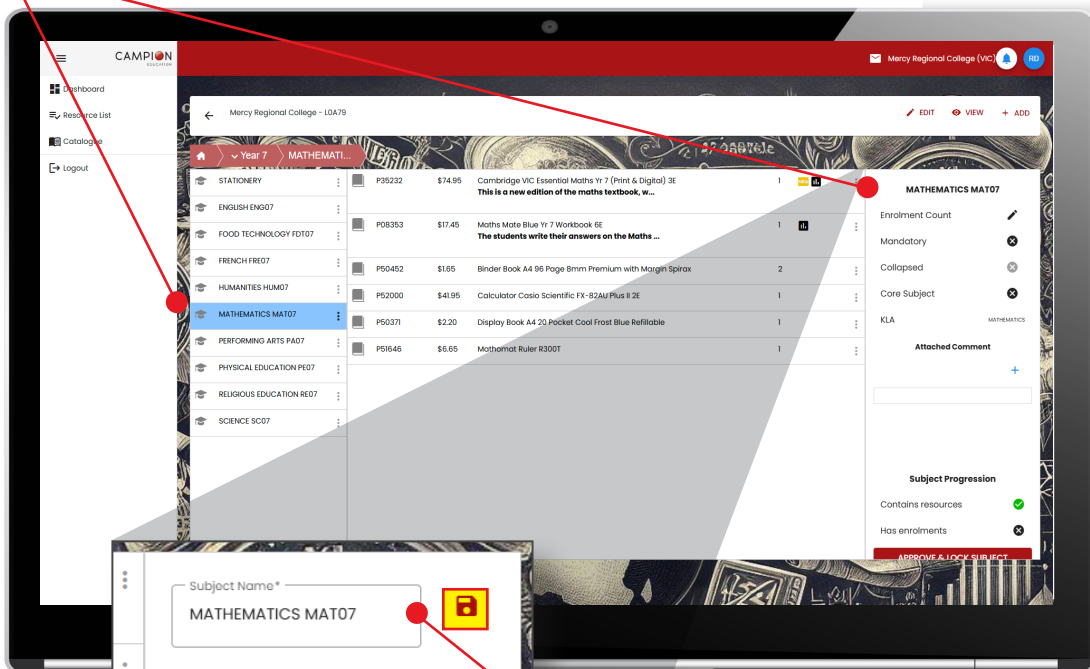 CAMPION
EDUCATION
Mercy Regional College (VIC)
RD
Dashboard
Resource List
Catalogue
Logout
Mercy Regional College - LOA79
EDIT
VIEW
+ ADD
Year 7
MATHEMATI...
STATIONERY
ENGLISH ENG07
FOOD TECHNOLOGY FDT07
FRENCH FRE07
HUMANITIES HUM07
MATHEMATICS MAT07
PERFORMING ARTS PA07
PHYSICAL EDUCATION PE07
RELIGIOUS EDUCATION RE07
SCIENCE SC07
P35232 $74.95 Cambridge VIC Essential Maths Yr 7 (Print & Digital) 3E 1
This is a new edition of the maths textbook, w...
P08353 $17.45 Maths Mate Blue Yr 7 Workbook 6E 1
The students write their answers on the Maths ...
P50452 $1.65 Binder Book A4 96 Page 8mm Premium with Margin Spirax 2
P52000 $41.95 Calculator Casio Scientific FX-82AU Plus II 2E 1
P50371 $2.20 Display Book A4 20 Pocket Cool Frost Blue Refillable 1
P51646 $6.65 Mathomat Ruler R300T 1
MATHEMATICS MAT07
Enrolment Count
Mandatory
Collapsed
Core Subject
KLA MATHEMATICS
Attached Comment
+
Subject Progression
Contains resources
Has enrolments
APPROVE & LOCK SUBJECT
Subject Name*
MATHEMATICS MAT07